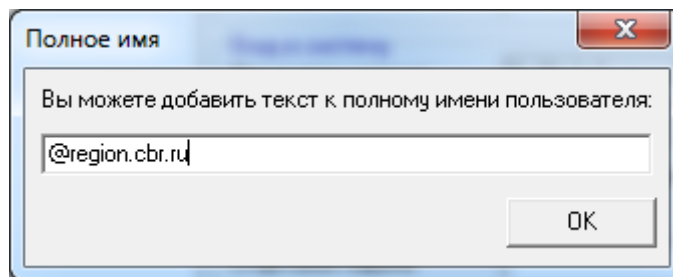 Полное имя
Вы можете добавить текст к полному имени пользователя:
@region.cbr.ru
OK